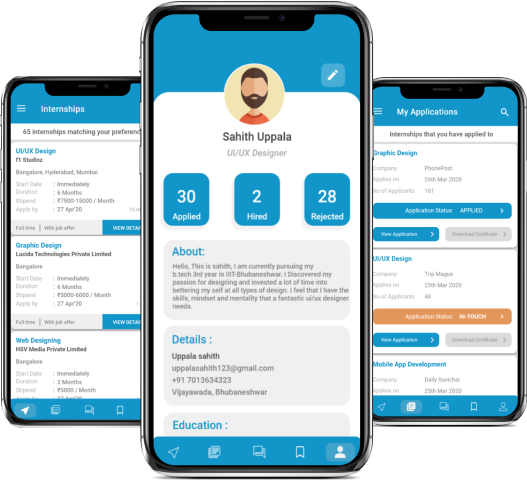 Internships
65 internships matching your preferenc
UI/UX Design
f1 Studioz
Bangalore, Hyderabad, Mumbai
Start Date : Immediately
Duration : 6 Months
Stipend : ₹7500-15000 / Month
Apply by : 27 Apr'20
Full time | With job offer VIEW DETAI
Graphic Design
Lucida Technologies Private Limited
Bangalore
Start Date : Immediately
Duration : 6 Months
Stipend : ₹5000-6000 / Month
Apply by : 27 Apr'20
Full time | With job offer VIEW DETAI
Web Designing
HSV Media Private Limited
Bangalore
Start Date : Immediately
Duration : 3 Months
Stipend : ₹5000 / Month
Sahith Uppala
UI/UX Designer
30 2 28
Applied Hired Rejected
About:
Hello, This is sahith, i am currently pursuing my
b.tech 3rd year in IIIT-Bhubaneshwar. I Discovered my
passion for designing and invested a lot of time into
bettering my self at all types of design. I feel that I have the
skills, mindset and mentality that a fantastic ui/ux designer
needs.
Details :
Uppala sahith
uppalasahith123@gmail.com
+91 7013634323
Vijayawada, Bhubaneshwar
Education :
My Applications
Internships that you have applied to
Graphic Design
Company PhonePost
Applies on 26th Mar 2020
No of Applicants 161
Application Status: APPLIED
View Application Download Certificate
UI/UX Design
Company Trip Magus
Applies on 25th Mar 2020
No of Applicants 48
Application Status: IN-TOUCH
View Application Download Certificate
Mobile App Development
Company Daily Suvichar
Applies on 25th Mar 2020